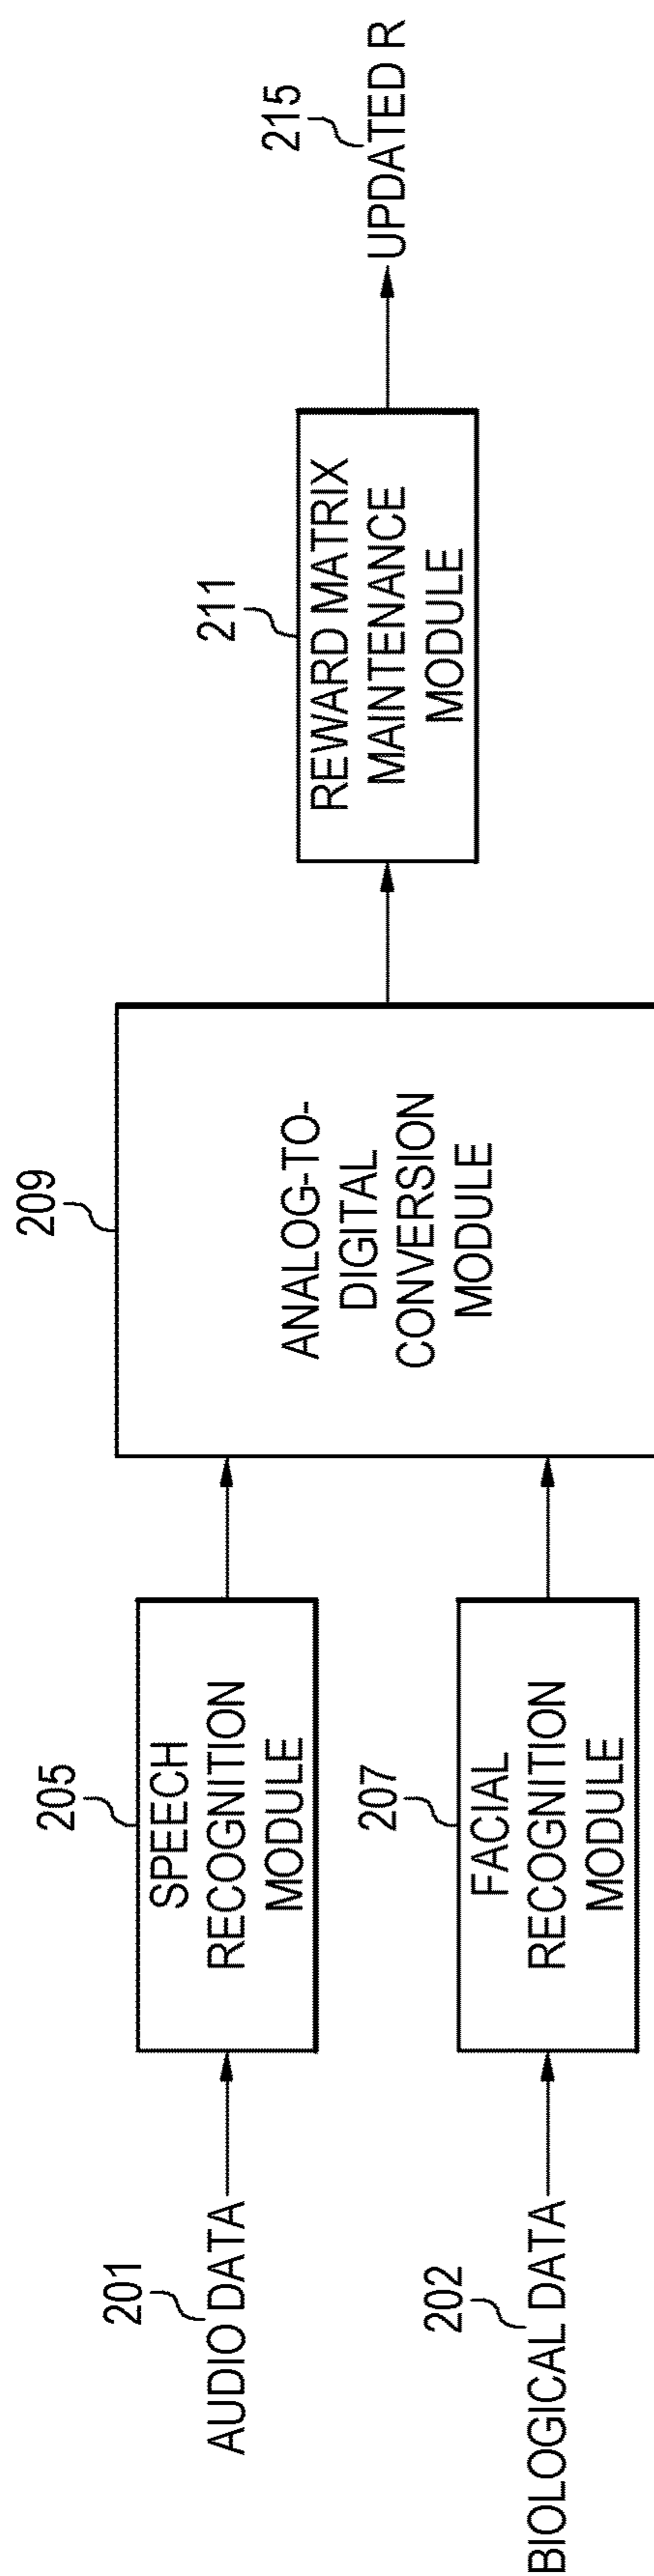 201
AUDIO DATA
202
BIOLOGICAL DATA
205
SPEECH
RECOGNITION
MODULE
207
FACIAL
RECOGNITION
MODULE
209
ANALOG-TO-
DIGITAL
CONVERSION
MODULE
211
REWARD MATRIX
MAINTENANCE
MODULE
215
UPDATED R